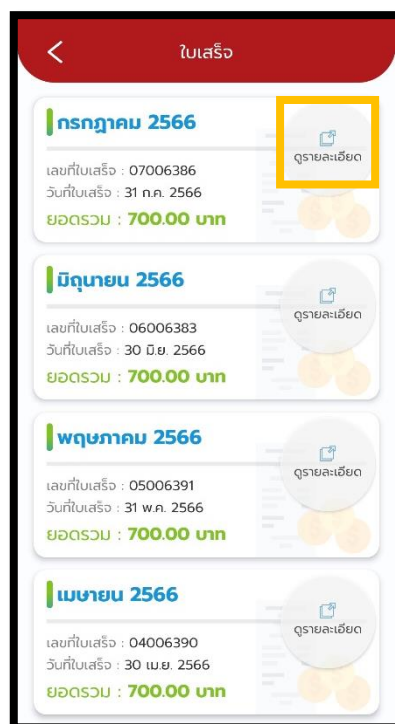 ใบเสร็จ
กรกฎาคม 2566
ดูรายละเอียด
เลขที่ใบเสร็จ : 07006386
วันที่ใบเสร็จ : 31 ก.ค. 2566
ยอดรวม : 700.00 บาท
มิถุนายน 2566
ดูรายละเอียด
เลขที่ใบเสร็จ : 06006383
วันที่ใบเสร็จ : 30 มิ.ย. 2566
ยอดรวม : 700.00 บาท
พฤษภาคม 2566
ดูรายละเอียด
เลขที่ใบเสร็จ : 05006391
วันที่ใบเสร็จ : 31 พ.ค. 2566
ยอดรวม : 700.00 บาท
เมษายน 2566
ดูรายละเอียด
เลขที่ใบเสร็จ : 04006390
วันที่ใบเสร็จ : 30 เม.ย. 2566
ยอดรวม : 700.00 บาท